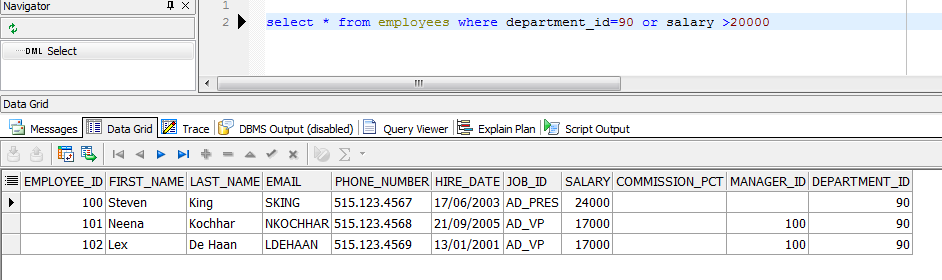 Navigator
1
2 select * from employees where department_id=90 or salary >20000
DML Select
Data Grid
Messages Data Grid Trace DBMS Output (disabled) Query Viewer Explain Plan Script Output
EMPLOYEE_ID FIRST_NAME LAST_NAME EMAIL PHONE_NUMBER HIRE_DATE JOB_ID SALARY COMMISSION_PCT MANAGER_ID DEPARTMENT_ID
100 Steven King SKING 515.123.4567 17/06/2003 AD_PRES 24000 90
101 Neena Kochhar NKOCHHAR 515.123.4568 21/09/2005 AD_VP 17000 100 90
102 Lex De Haan LDEHAAN 515.123.4569 13/01/2001 AD_VP 17000 100 90